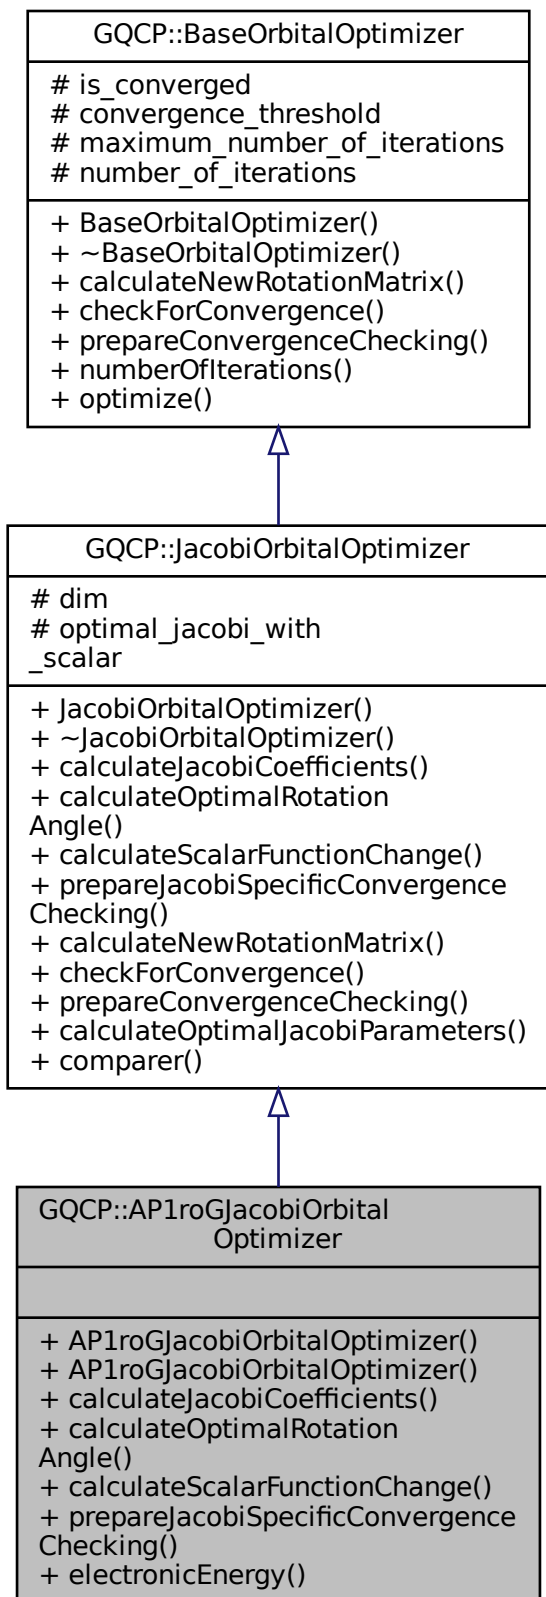 GQCP::BaseOrbitalOptimizer
# is_converged
# convergence_threshold
# maximum_number_of_iterations
# number_of_iterations
+ BaseOrbitalOptimizer()
+ ~BaseOrbitalOptimizer()
+ calculateNewRotationMatrix()
+ checkForConvergence()
+ prepareConvergenceChecking()
+ numberOfIterations()
+ optimize()
GQCP::JacobiOrbitalOptimizer
# dim
# optimal_jacobi_with
_scalar
+ JacobiOrbitalOptimizer()
+ ~JacobiOrbitalOptimizer()
+ calculateJacobiCoefficients()
+ calculateOptimalRotation
Angle()
+ calculateScalarFunctionChange()
+ prepareJacobiSpecificConvergence
Checking()
+ calculateNewRotationMatrix()
+ checkForConvergence()
+ prepareConvergenceChecking()
+ calculateOptimalJacobiParameters()
+ comparer()
GQCP::AP1roGJacobiOrbital
Optimizer
+ AP1roGJacobiOrbitalOptimizer()
+ AP1roGJacobiOrbitalOptimizer()
+ calculateJacobiCoefficients()
+ calculateOptimalRotation
Angle()
+ calculateScalarFunctionChange()
+ prepareJacobiSpecificConvergence
Checking()
+ electronicEnergy()